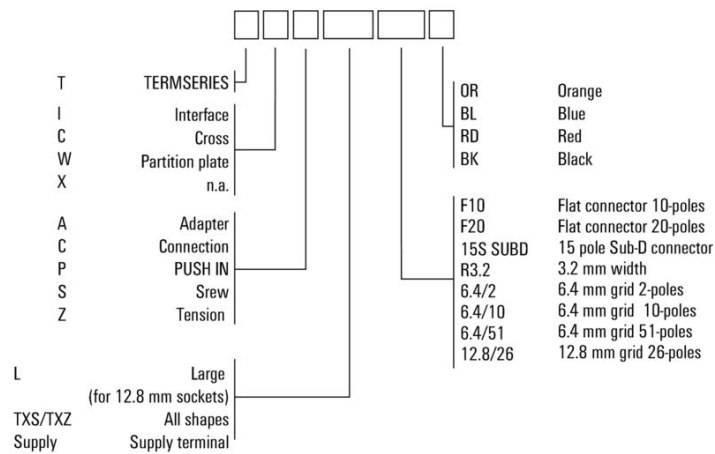 T TERMSERIES
I Interface
C Cross
W Partition plate
X n.a.
A Adapter
C Connection
P PUSH IN
S Srew
Z Tension
L Large
(for 12.8 mm sockets)
TXS/TXZ All shapes
Supply Supply terminal
OR Orange
BL Blue
RD Red
BK Black
F10 Flat connector 10-poles
F20 Flat connector 20-poles
15S SUBD 15 pole Sub-D connector
R3.2 3.2 mm width
6.4/2 6.4 mm grid 2-poles
6.4/10 6.4 mm grid 10-poles
6.4/51 6.4 mm grid 51-poles
12.8/26 12.8 mm grid 26-poles